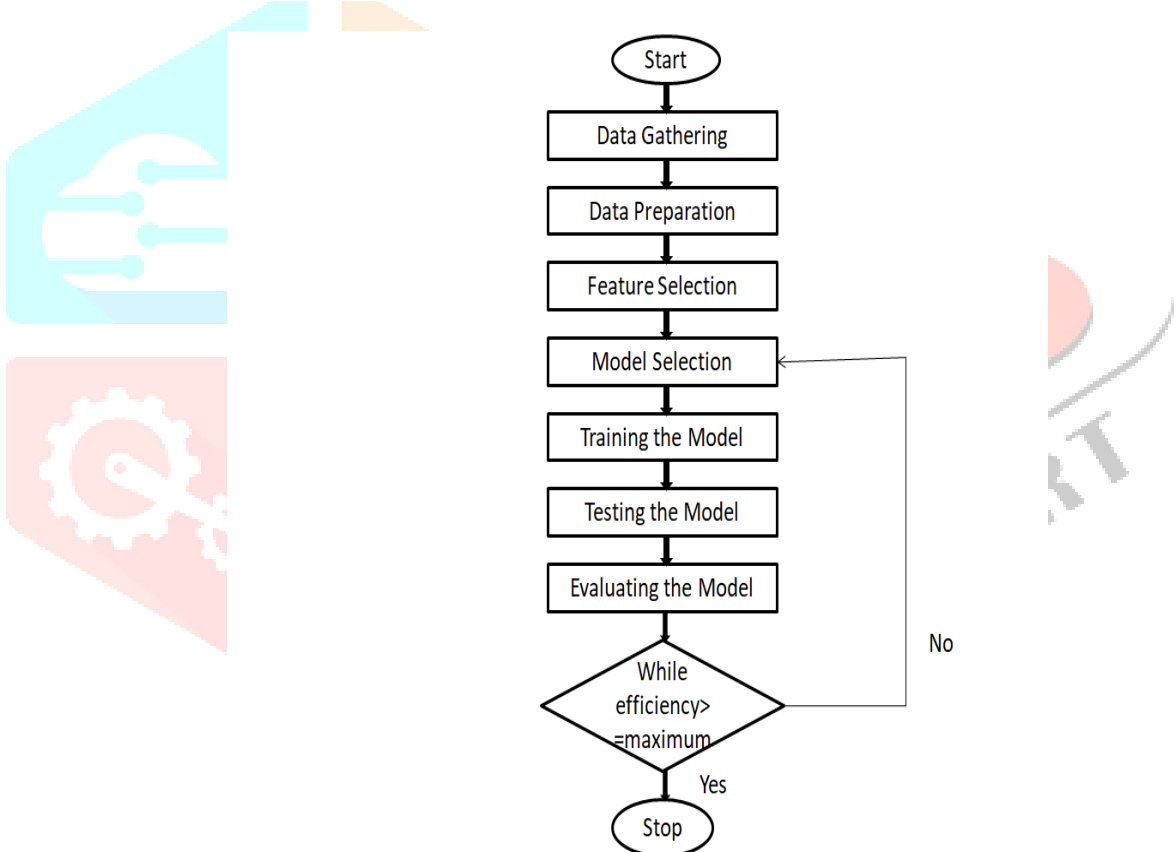 Start
Data Gathering
Data Preparation
Feature Selection
Model Selection
Training the Model
Testing the Model
Evaluating the Model
No
While
efficiency>
=maximum
Yes
Stop